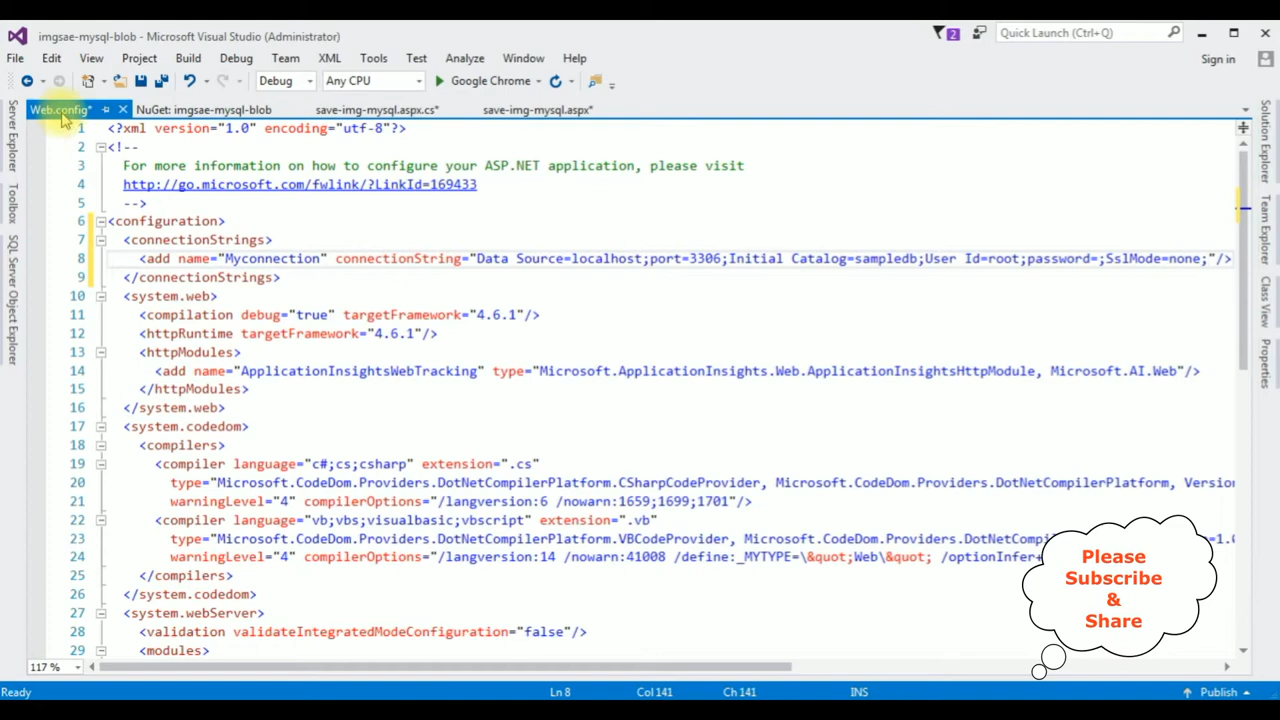 imgsae-mysql-blob - Microsoft Visual Studio (Administrator)
2
Quick Launch (Ctrl+Q)
File Edit View Project Build Debug Team XML Tools Test Analyze Window Help
Sign in
Debug Any CPU Google Chrome
Web.config* NuGet: imgsae-mysql-blob save-img-mysql.aspx.cs* save-img-mysql.aspx*
Server Explorer
Toolbox
SQL Server Object Explorer
1 <?xml version="1.0" encoding="utf-8"?>
2 <!--
3 For more information on how to configure your ASP.NET application, please visit
4 http://go.microsoft.com/fwlink/?LinkId=169433
5 -->
6 <configuration>
7 <connectionStrings>
8 <add name="Myconnection" connectionString="Data Source=localhost;port=3306;Initial Catalog=sampledb;User Id=root;password=;SslMode=none;"/>
9 </connectionStrings>
10 <system.web>
11 <compilation debug="true" targetFramework="4.6.1"/>
12 <httpRuntime targetFramework="4.6.1"/>
13 <httpModules>
14 <add name="ApplicationInsightsWebTracking" type="Microsoft.ApplicationInsights.Web.ApplicationInsightsHttpModule, Microsoft.AI.Web"/>
15 </httpModules>
16 </system.web>
17 <system.codedom>
18 <compilers>
19 <compiler language="c#;cs;csharp" extension=".cs"
20 type="Microsoft.CodeDom.Providers.DotNetCompilerPlatform.CSharpCodeProvider, Microsoft.CodeDom.Providers.DotNetCompilerPlatform, Version
21 warningLevel="4" compilerOptions="/langversion:6 /nowarn:1659;1699;1701"/>
22 <compiler language="vb;vbs;visualbasic;vbscript" extension=".vb"
23 type="Microsoft.CodeDom.Providers.DotNetCompilerPlatform.VBCodeProvider, Microsoft.CodeDom.Providers.DotNetCom =1.0
24 warningLevel="4" compilerOptions="/langversion:14 /nowarn:41008 /define:_MYTYPE=\&quot;Web\&quot; /optionInfer+
25 </compilers>
26 </system.codedom>
27 <system.webServer>
28 <validation validateIntegratedModeConfiguration="false"/>
29 <modules>
Solution Explorer
Team Explorer
Class View
Properties
Please
Subscribe
&
Share
117 %
Ready Ln 8 Col 141 Ch 141 INS Publish